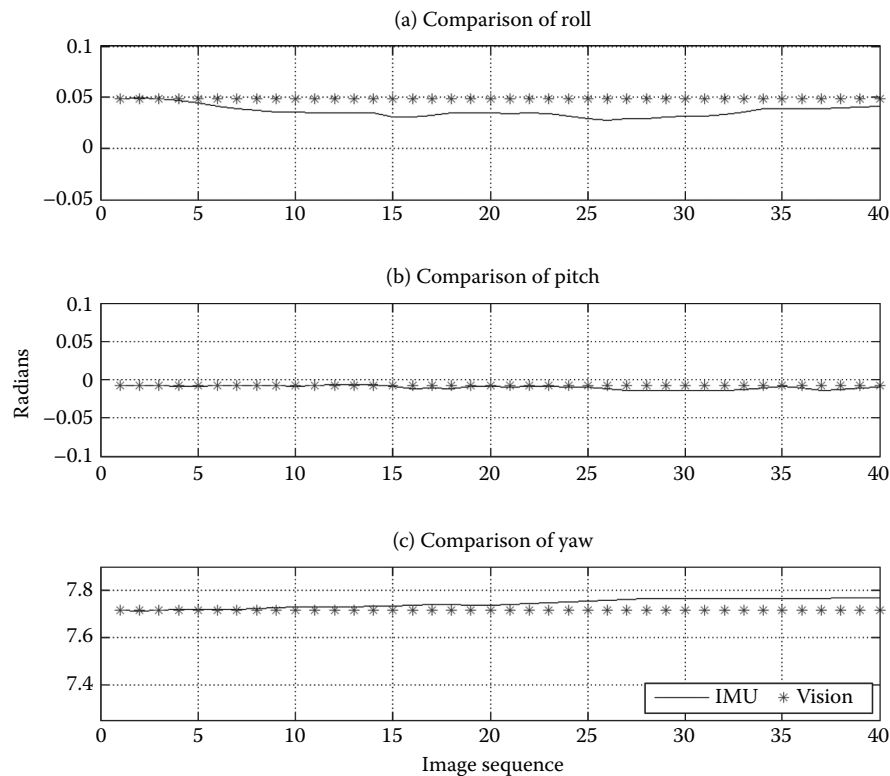 (a) Comparison of roll
0.1
0.05
0
−0.05
0 5 10 15 20 25 30 35 40
(b) Comparison of pitch
0.1
0.05
0
−0.05
−0.1
Radians
0 5 10 15 20 25 30 35 40
(c) Comparison of yaw
7.8
7.6
7.4
IMU Vision
0 5 10 15 20 25 30 35 40
Image sequence